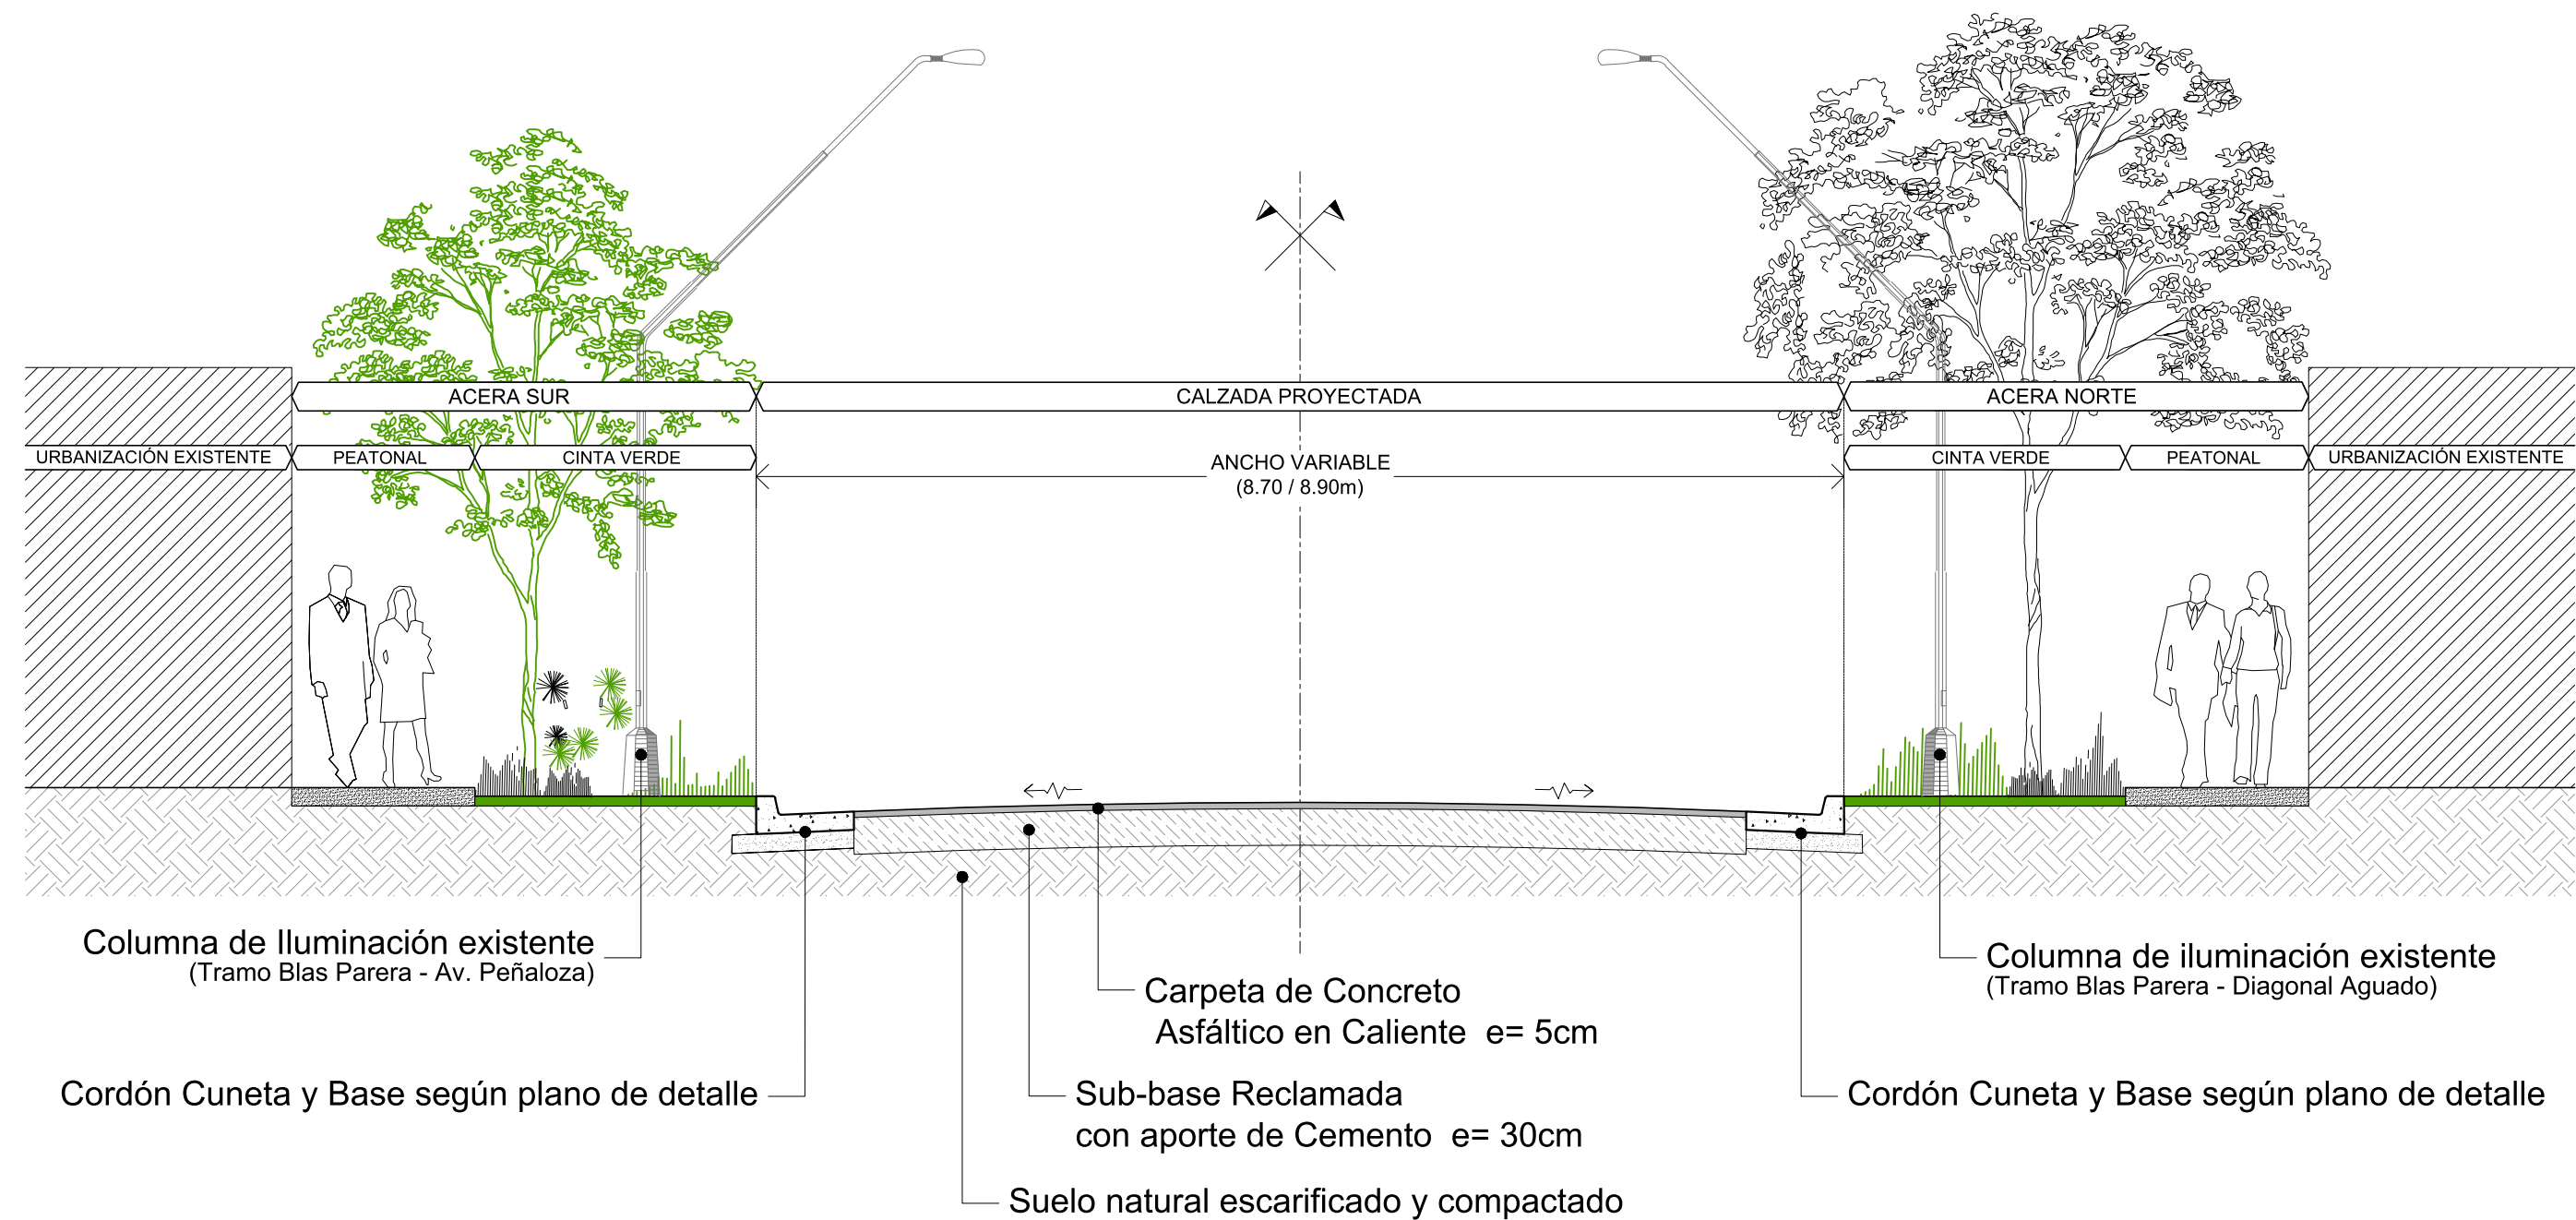 ACERA SUR
CALZADA PROYECTADA
ACERA NORTE
URBANIZACIÓN EXISTENTE
PEATONAL
CINTA VERDE
ANCHO VARIABLE
(8.70 / 8.90m)
CINTA VERDE
PEATONAL
URBANIZACIÓN EXISTENTE
Columna de Iluminación existente
(Tramo Blas Parera - Av. Peñaloza)
Columna de iluminación existente
(Tramo Blas Parera - Diagonal Aguado)
Carpeta de Concreto
Asfáltico en Caliente e= 5cm
Cordón Cuneta y Base según plano de detalle
Sub-base Reclamada
con aporte de Cemento e= 30cm
Cordón Cuneta y Base según plano de detalle
Suelo natural escarificado y compactado